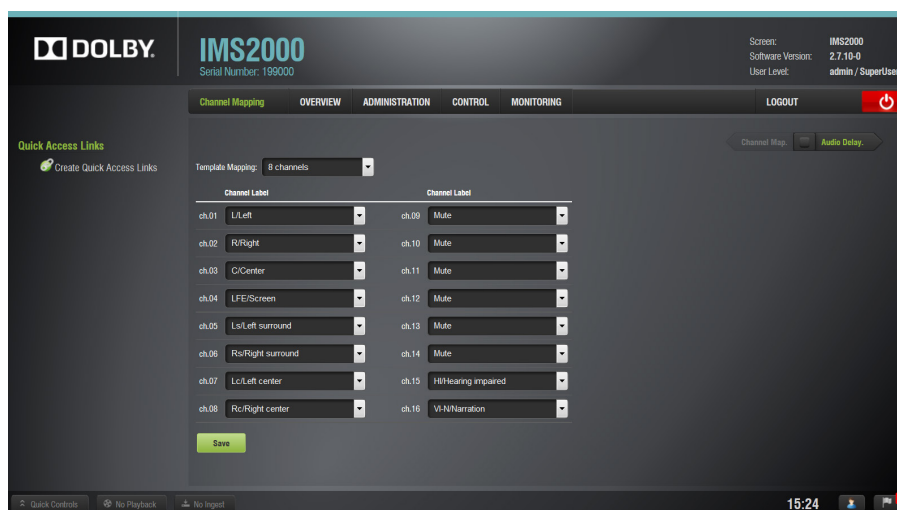 DOLBY.
IMS2000
Serial Number: 199000
Screen: IMS2000
Software Version: 2.7.10-0
User Level: admin / SuperUser
Channel Mapping OVERVIEW ADMINISTRATION CONTROL MONITORING LOGOUT
Quick Access Links
Create Quick Access Links
Channel Map. Audio Delay.
Template Mapping: 8 channels
Channel Label Channel Label
ch.01 L/Left ch.09 Mute
ch.02 R/Right ch.10 Mute
ch.03 C/Center ch.11 Mute
ch.04 LFE/Screen ch.12 Mute
ch.05 Ls/Left surround ch.13 Mute
ch.06 Rs/Right surround ch.14 Mute
ch.07 Lc/Left center ch.15 HI/Hearing impaired
ch.08 Rc/Right center ch.16 VI-N/Narration
Save
Quick Controls No Playback No Ingest 15:24